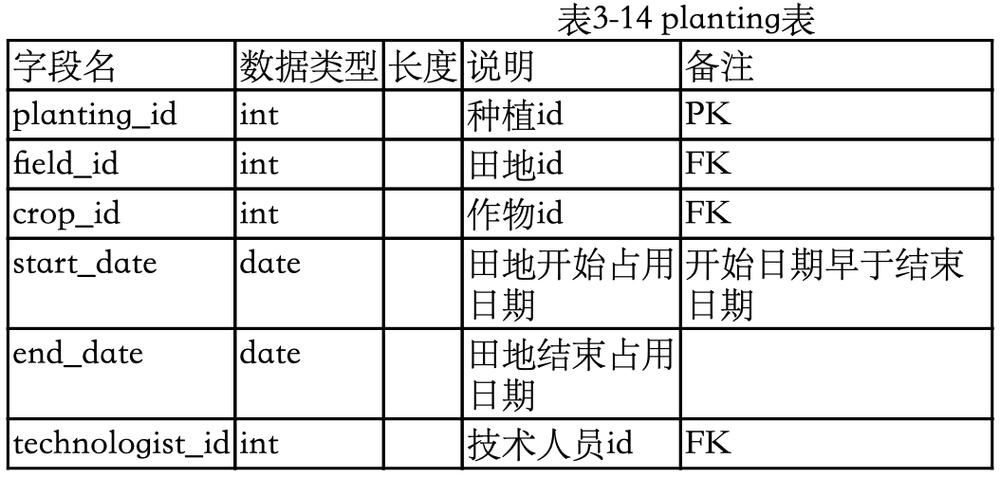 表3-14 planting表
字段名 数据类型 长度 说明 备注
planting_id int 种植id PK
field_id int 田地id FK
crop_id int 作物id FK
start_date date 田地开始占用 开始日期早于结束
日期 日期
end_date date 田地结束占用
日期
technologist_id int 技术人员id FK